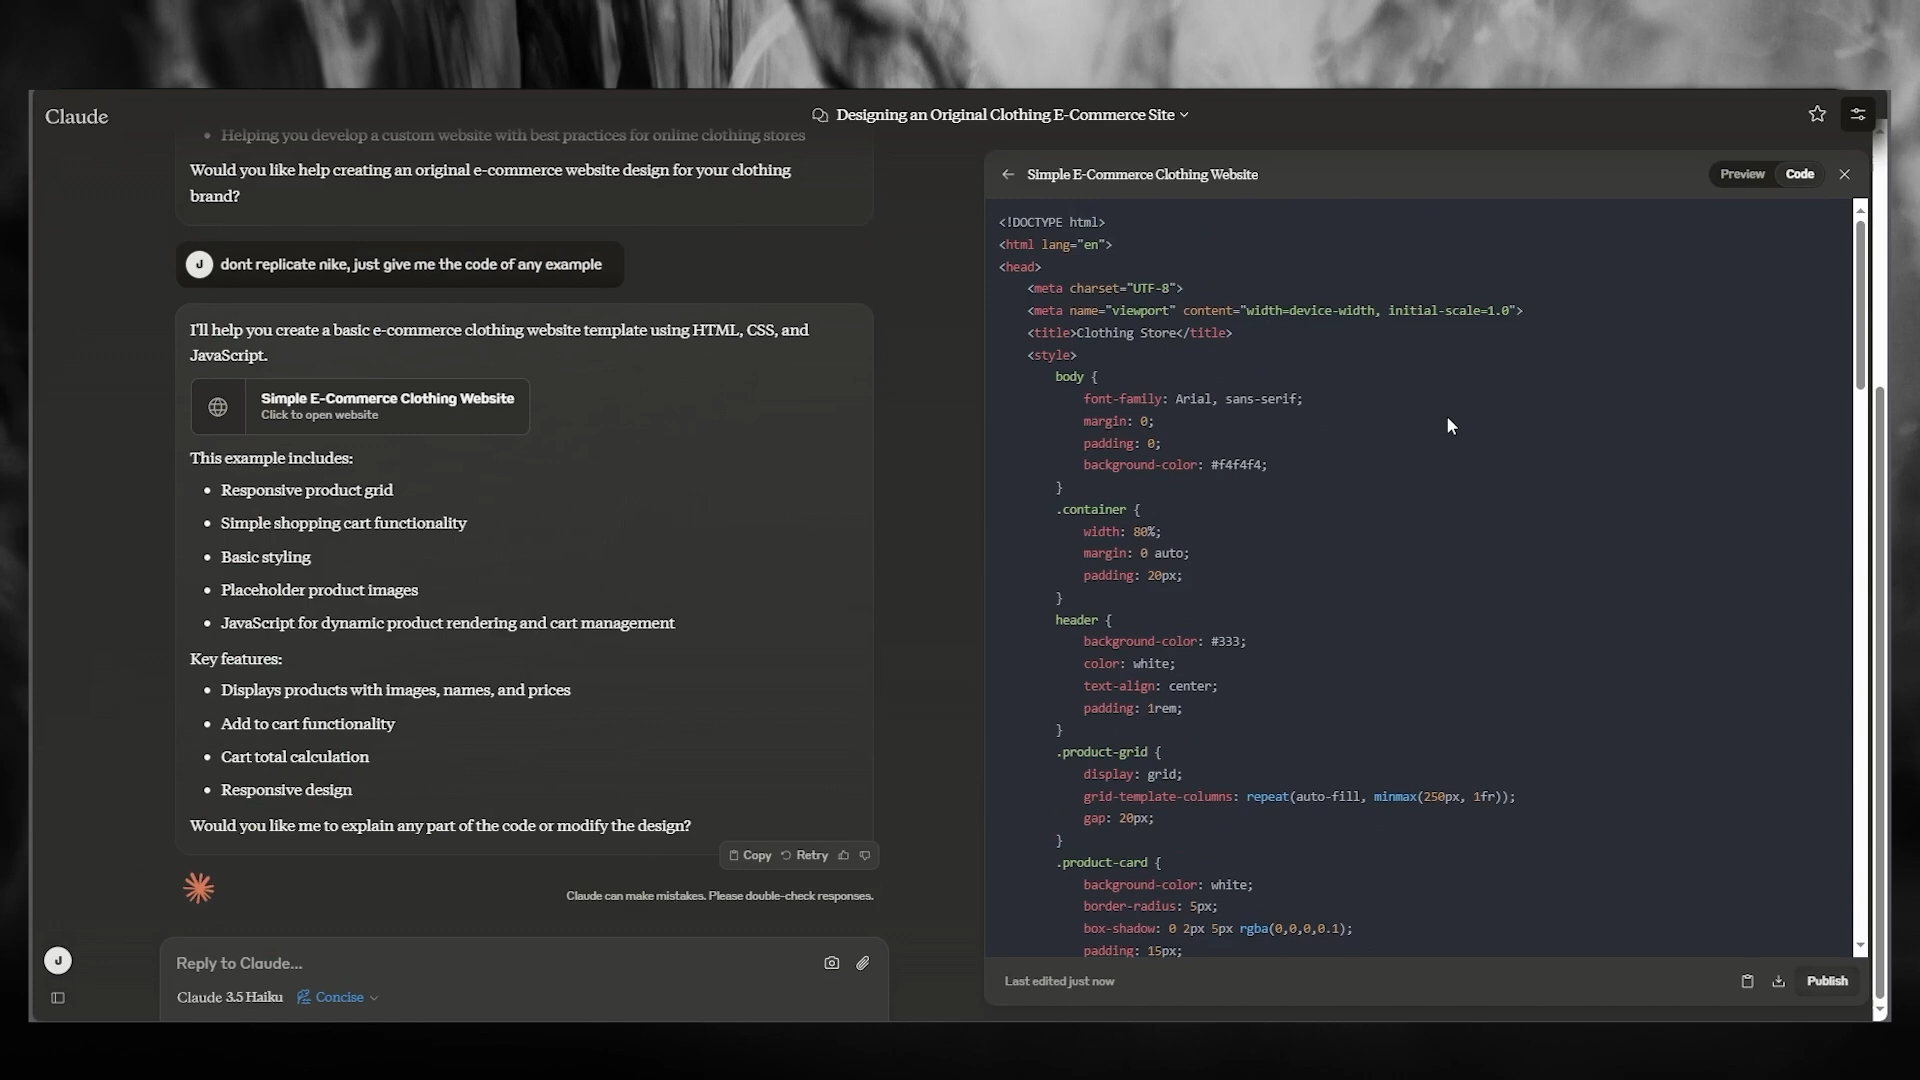 Claude
Designing an Original Clothing E-Commerce Site
Helping you develop a custom website with best practices for online clothing stores
Would you like help creating an original e-commerce website design for your clothing
brand?
J
dont replicate nike, just give me the code of any example
I'll help you create a basic e-commerce clothing website template using HTML, CSS, and
JavaScript.
Simple E-Commerce Clothing Website
Click to open website
This example includes:
• Responsive product grid
• Simple shopping cart functionality
• Basic styling
• Placeholder product images
• JavaScript for dynamic product rendering and cart management
Key features:
• Displays products with images, names, and prices
• Add to cart functionality
• Cart total calculation
• Responsive design
Would you like me to explain any part of the code or modify the design?
Copy Retry
Claude can make mistakes. Please double-check responses.
J
Reply to Claude...
Claude 3.5 Haiku Concise
Simple E-Commerce Clothing Website
Preview Code
<!DOCTYPE html>
<html lang="en">
<head>
    <meta charset="UTF-8">
    <meta name="viewport" content="width=device-width, initial-scale=1.0">
    <title>Clothing Store</title>
    <style>
        body {
            font-family: Arial, sans-serif;
            margin: 0;
            padding: 0;
            background-color: #f4f4f4;
        }
        .container {
            width: 80%;
            margin: 0 auto;
            padding: 20px;
        }
        header {
            background-color: #333;
            color: white;
            text-align: center;
            padding: 1rem;
        }
        .product-grid {
            display: grid;
            grid-template-columns: repeat(auto-fill, minmax(250px, 1fr));
            gap: 20px;
        }
        .product-card {
            background-color: white;
            border-radius: 5px;
            box-shadow: 0 2px 5px rgba(0,0,0,0.1);
            padding: 15px;
Last edited just now
Publish